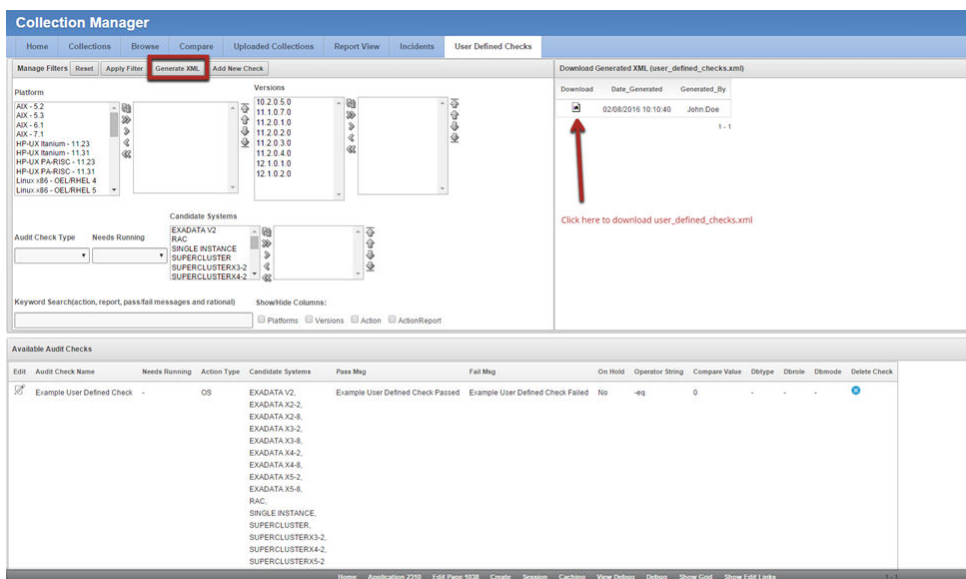 Collection Manager
Home Collections Browse Compare Uploaded Collections Report View Incidents User Defined Checks
Manage Filters Reset Apply Filter Generate XML Add New Check
Platform
AIX - 5.2
AIX - 5.3
AIX - 6.1
AIX - 7.1
HP-UX Itanium - 11.23
HP-UX Itanium - 11.31
HP-UX PA-RISC - 11.23
HP-UX PA-RISC - 11.31
Linux x86 - OEL/RHEL 4
Linux x86 - OEL/RHEL 5
Versions
10.2.0.5.0
11.1.0.7.0
11.2.0.1.0
11.2.0.2.0
11.2.0.3.0
11.2.0.4.0
12.1.0.1.0
12.1.0.2.0
Audit Check Type Needs Running
Candidate Systems
EXADATA V2
RAC
SINGLE INSTANCE
SUPERCLUSTER
SUPERCLUSTERX3-2
SUPERCLUSTERX4-2
Keyword Search(action, report, pass/fail messages and rational)
Show/Hide Columns:
Platforms Versions Action ActionReport
Download Generated XML (user_defined_checks.xml)
Download Date_Generated Generated_By
02/08/2016 10:10:40 John Doe
1 - 1
Click here to download user_defined_checks.xml
Available Audit Checks
Edit Audit Check Name Needs Running Action Type Candidate Systems Pass Msg Fail Msg On Hold Operator String Compare Value Dbtype Dbrole Dbmode Delete Check
Example User Defined Check - OS EXADATA V2, Example User Defined Check Passed Example User Defined Check Failed No -eq 0 - - -
EXADATA X2-2,
EXADATA X2-8,
EXADATA X3-2,
EXADATA X3-8,
EXADATA X4-2,
EXADATA X4-8,
EXADATA X5-2,
EXADATA X5-8,
RAC,
SINGLE INSTANCE,
SUPERCLUSTER,
SUPERCLUSTERX3-2,
SUPERCLUSTERX4-2,
SUPERCLUSTERX5-2
Home Application 2310 Edit Page 1038 Create Session Caching View Debug Debug Show Grid Show Edit Links